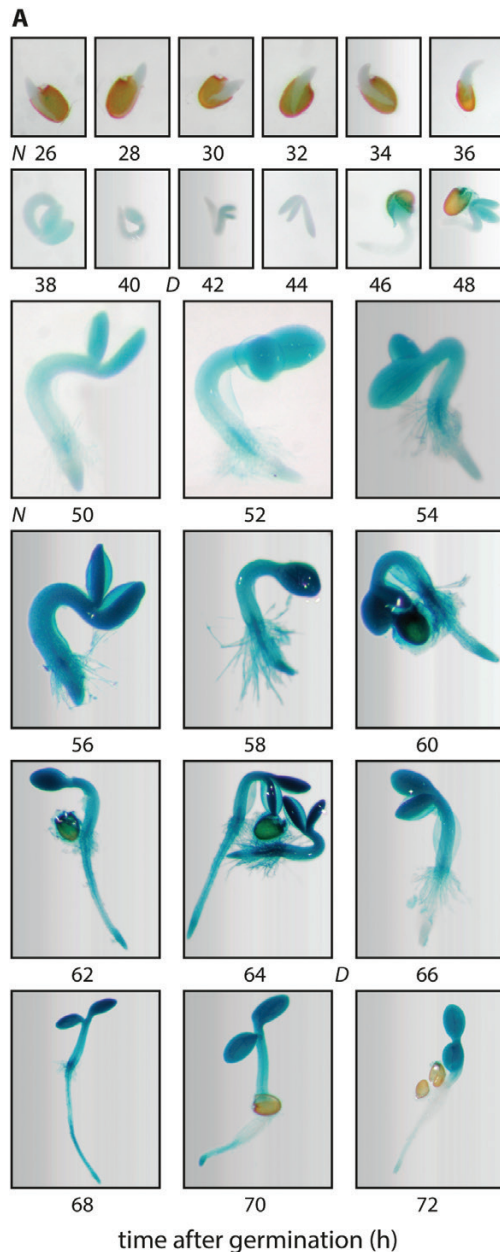 A
N 26 28 30 32 34 36
38 40 D 42 44 46 48
N 50 52 54
56 58 60
62 64 D 66
68 70 72
time after germination (h)